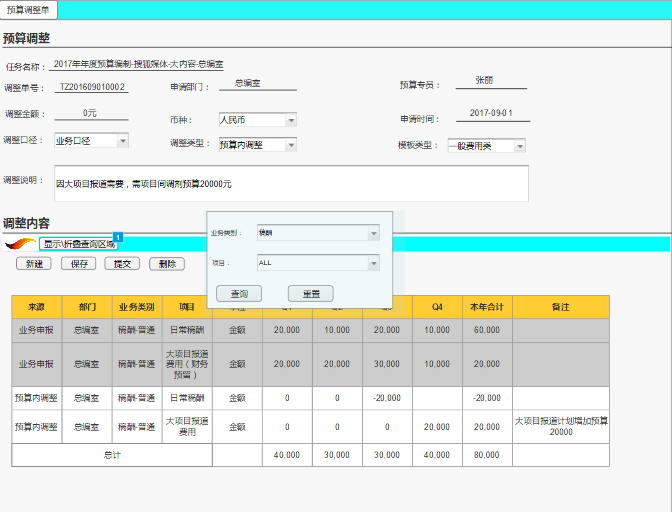 预算调整单
预算调整
任务名称： 2017年年度预算编制-搜狐媒体-大内容-总编室
调整单号： TZ2016090100002 申请部门： 总编室 预算专员： 张丽
调整金额： 0元 币种： 人民币 申请时间： 2017-09-01
调整口径： 业务口径 调整类型： 预算内调整 模板类型： 一般费用类
调整说明： 因大项目报道需要，需项目间调剂预算20000元
调整内容
显示\折叠查询区域 1
业务类别： 稿酬
项目： ALL
查询 重置
新建 保存 提交 删除
来源 部门 业务类别 项目 Q4 本年合计 备注
业务申报 总编室 稿酬-普通 日常稿酬 金额 20,000 10,000 20,000 10,000 60,000
业务申报 总编室 稿酬-普通 大项目报道费用（财务预留） 金额 20,000 20,000 30,000 10,000 20,000
预算内调整 总编室 稿酬-普通 日常稿酬 金额 0 0 -20,000 -20,000
预算内调整 总编室 稿酬-普通 大项目报道费用 金额 0 0 0 20,000 20,000 大项目报道计划增加预算20000
总计 40,000 30,000 30,000 40,000 80,000